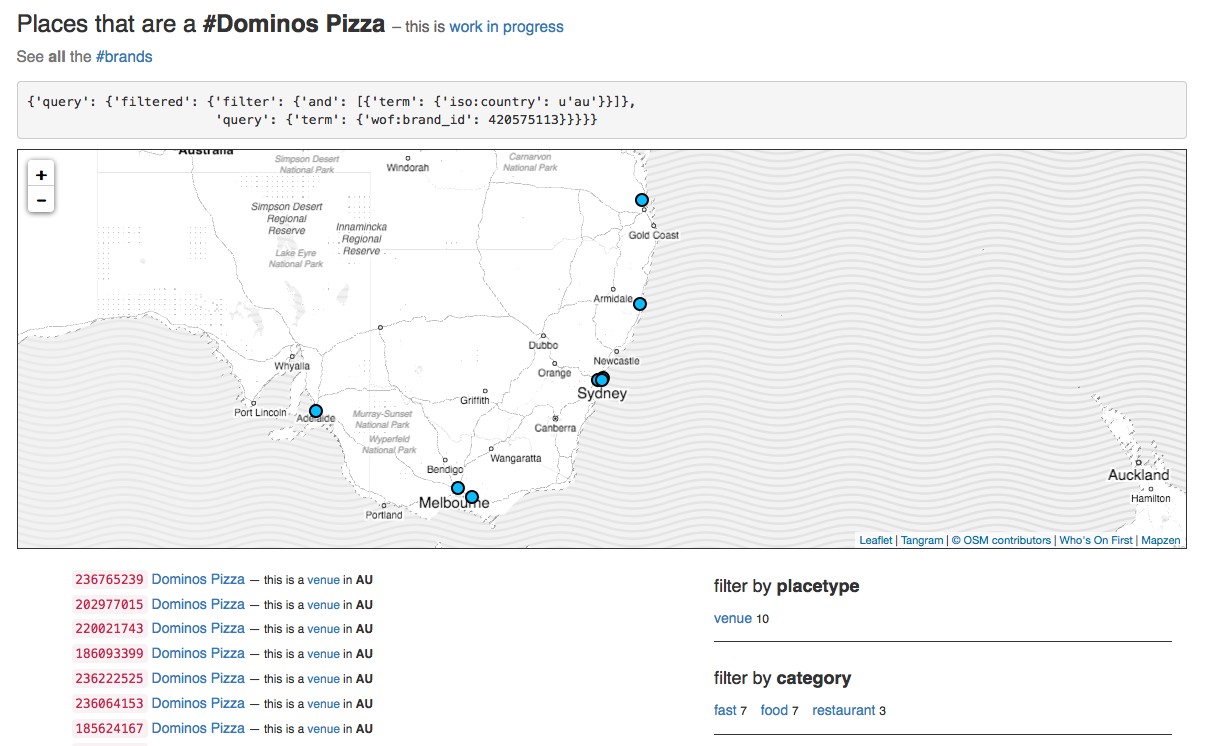 Places that are a #Dominos Pizza – this is work in progress
See all the #brands
{'query': {'filtered': {'filter': {'and': [{'term': {'iso:country': u'au'}}]},
'query': {'term': {'wof:brand_id': 420575113}}}}}
+
−
Australia
Simpson Desert
National Park
Windorah
Carnarvon
National Park
Simpson Desert
Regional
Reserve
Innamincka
Regional
Reserve
Lake Eyre
National Park
Gold Coast
Armidale
Dubbo
Newcastle
Orange
Sydney
Whyalla
Griffith
Port Lincoln
Adelaide
Murray-Sunset
National Park
Canberra
Wyperfeld
National Park
Wangaratta
Bendigo
Melbourne
Portland
Auckland
Hamilton
Leaflet | Tangram | © OSM contributors | Who's On First | Mapzen
236765239 Dominos Pizza — this is a venue in AU
202977015 Dominos Pizza — this is a venue in AU
220021743 Dominos Pizza — this is a venue in AU
186093399 Dominos Pizza — this is a venue in AU
236222525 Dominos Pizza — this is a venue in AU
236064153 Dominos Pizza — this is a venue in AU
185624167 Dominos Pizza — this is a venue in AU
filter by placetype
venue 10
filter by category
fast 7 food 7 restaurant 3